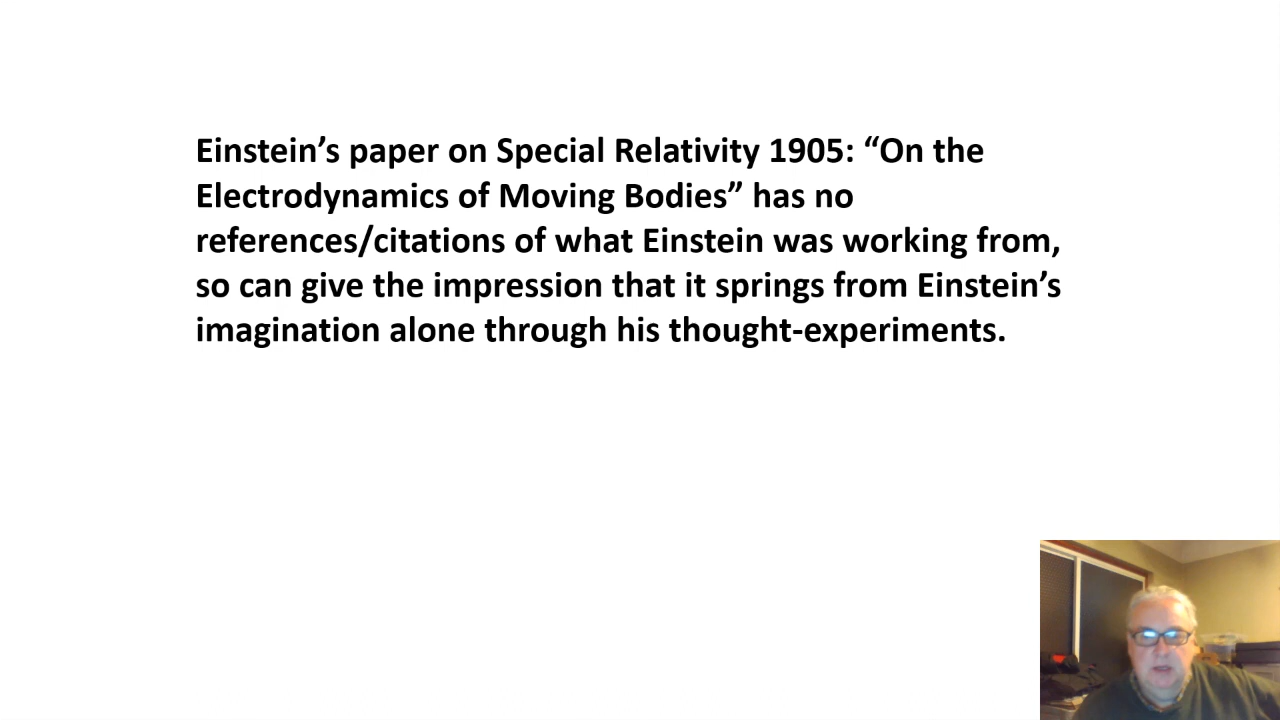 Einstein’s paper on Special Relativity 1905: “On the
Electrodynamics of Moving Bodies” has no
references/citations of what Einstein was working from,
so can give the impression that it springs from Einstein’s
imagination alone through his thought-experiments.